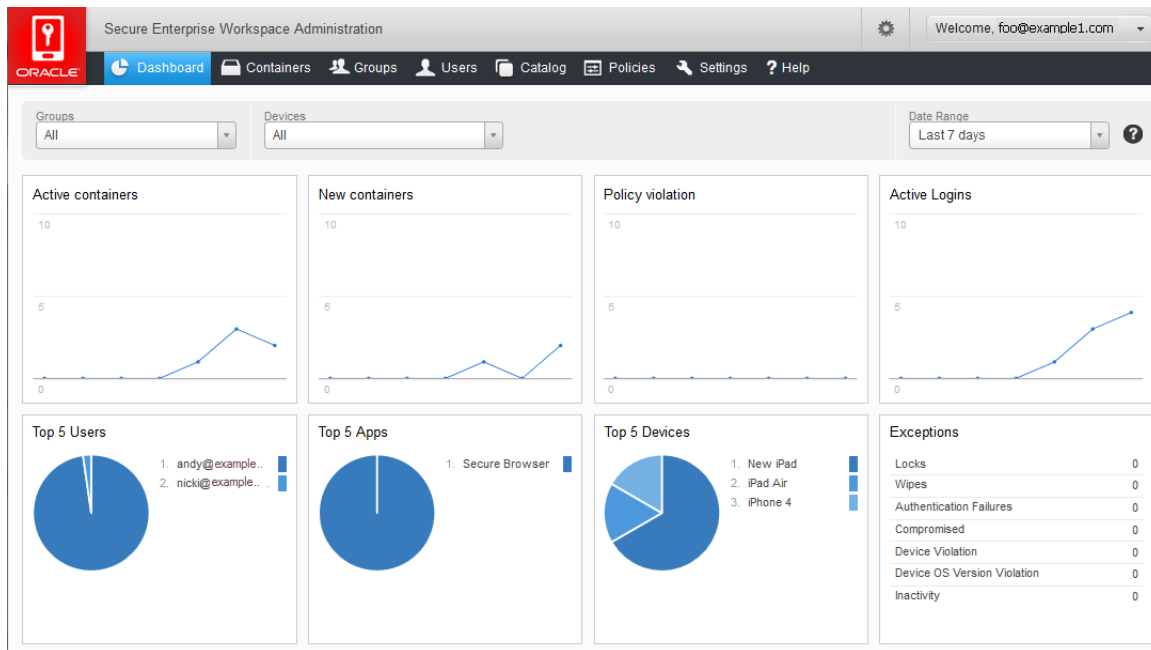 Secure Enterprise Workspace Administration
Welcome, foo@example1.com
ORACLE
Dashboard Containers Groups Users Catalog Policies Settings ? Help
Groups Devices Date Range
All All Last 7 days ?
Active containers New containers Policy violation Active Logins
10 10 10 10
5 5 5 5
0 0 0 0
Top 5 Users
1. andy@example..
2. nicki@example.. .
Top 5 Apps
1. Secure Browser
Top 5 Devices
1. New iPad
2. iPad Air
3. iPhone 4
Exceptions
Locks 0
Wipes 0
Authentication Failures 0
Compromised 0
Device Violation 0
Device OS Version Violation 0
Inactivity 0